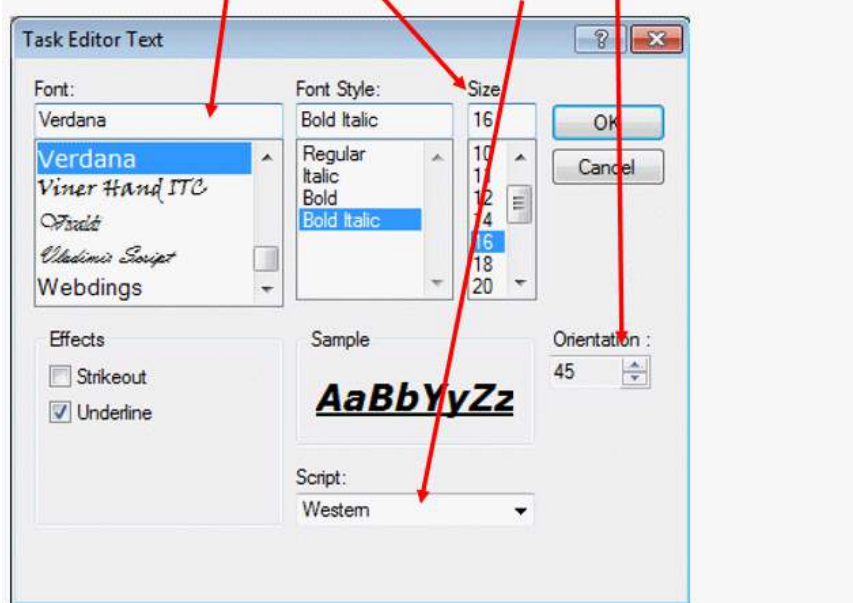 Task Editor Text
Font: Font Style: Size
Verdana Bold Italic 16 OK
Verdana Regular 10 Cancel
Viner Hand ITC Italic 11
Vivaldi Bold 12
Bold Italic 14
Vladimir Script 16
18
Webdings 20
Effects Sample Orientation :
Strikeout 45
Underline AaBbYyZz
Script:
Western